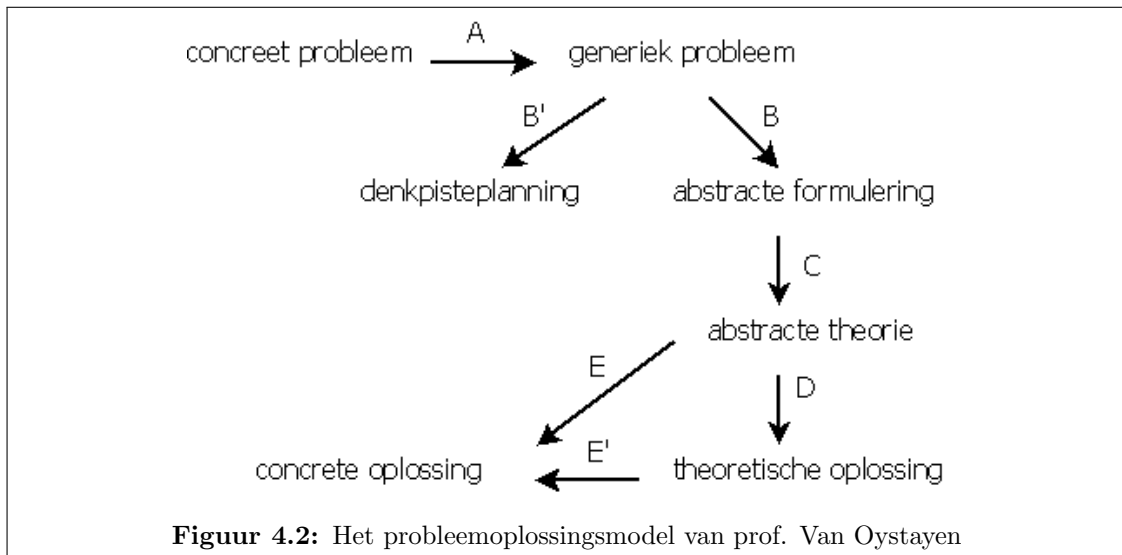 concreet probleem A generiek probleem
B' B
denkpisteplanning abstracte formulering
C
abstracte theorie
E D
concrete oplossing E' theoretische oplossing
Figuur 4.2: Het probleemoplossingsmodel van prof. Van Oystayen